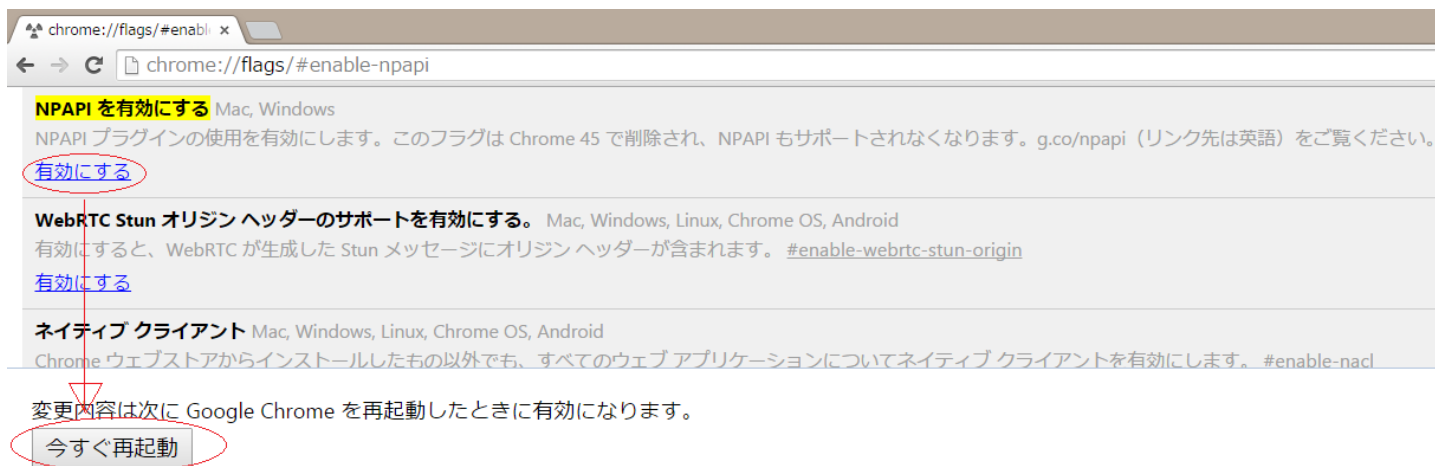 chrome://flags/#enabl
chrome://flags/#enable-npapi
NPAPI を有効にする Mac, Windows
NPAPI プラグインの使用を有効にします。このフラグは Chrome 45 で削除され、NPAPI もサポートされなくなります。g.co/npapi（リンク先は英語）をご覧ください。
有効にする
WebRTC Stun オリジン ヘッダーのサポートを有効にする。 Mac, Windows, Linux, Chrome OS, Android
有効にすると、WebRTC が生成した Stun メッセージにオリジン ヘッダーが含まれます。 #enable-webrtc-stun-origin
有効にする
ネイティブ クライアント Mac, Windows, Linux, Chrome OS, Android
Chrome ウェブストアからインストールしたもの以外でも、すべてのウェブ アプリケーションについてネイティブ クライアントを有効にします。 #enable-nacl
変更内容は次に Google Chrome を再起動したときに有効になります。
今すぐ再起動